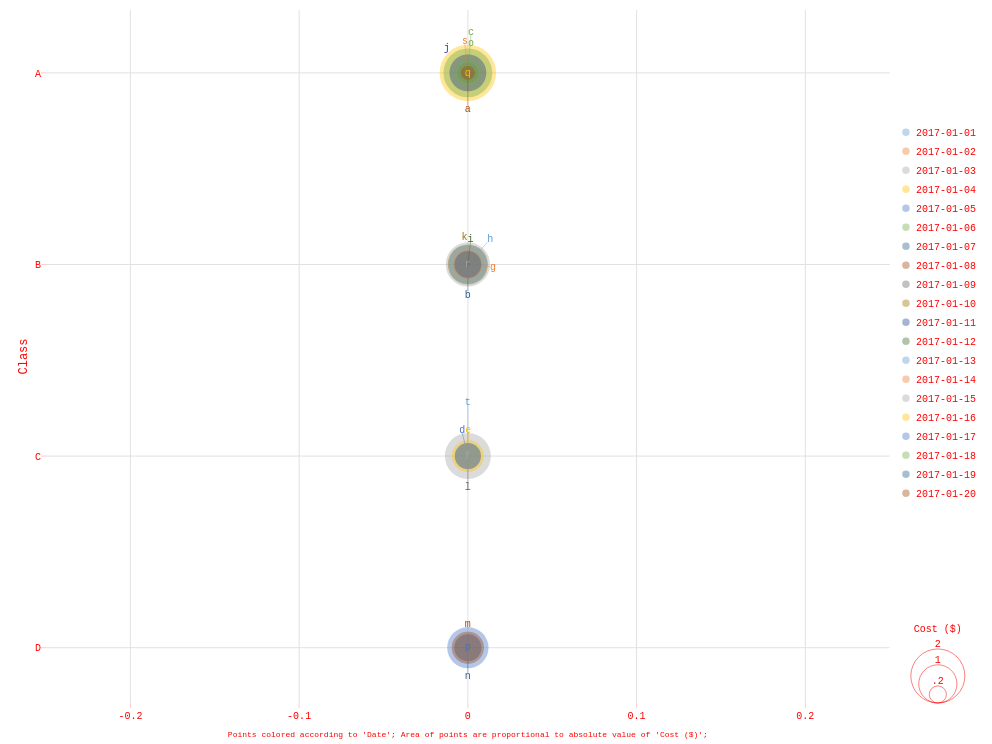 c
s
o
j
A
q
a
k
i
h
B
r
g
b
Class
t
d
e
C
f
l
m
D
p
n
-0.2
-0.1
0
0.1
0.2
Points colored according to 'Date'; Area of points are proportional to absolute value of 'Cost ($)';
2017-01-01
2017-01-02
2017-01-03
2017-01-04
2017-01-05
2017-01-06
2017-01-07
2017-01-08
2017-01-09
2017-01-10
2017-01-11
2017-01-12
2017-01-13
2017-01-14
2017-01-15
2017-01-16
2017-01-17
2017-01-18
2017-01-19
2017-01-20
Cost ($)
2
1
.2